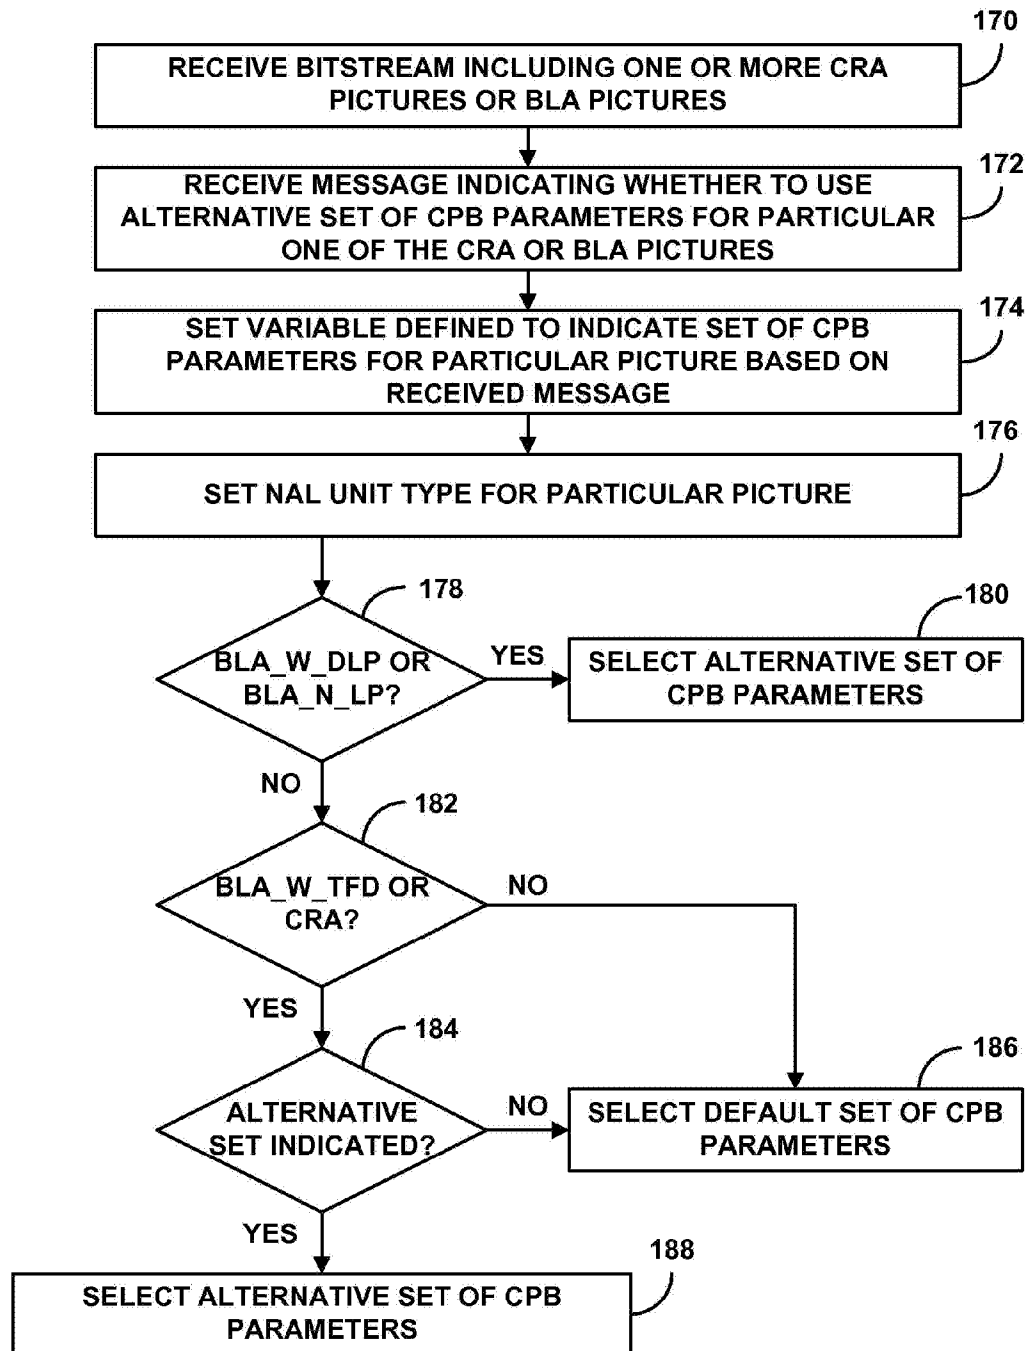 170
RECEIVE BITSTREAM INCLUDING ONE OR MORE CRA
PICTURES OR BLA PICTURES
172
RECEIVE MESSAGE INDICATING WHETHER TO USE
ALTERNATIVE SET OF CPB PARAMETERS FOR PARTICULAR
ONE OF THE CRA OR BLA PICTURES
174
SET VARIABLE DEFINED TO INDICATE SET OF CPB
PARAMETERS FOR PARTICULAR PICTURE BASED ON
RECEIVED MESSAGE
176
SET NAL UNIT TYPE FOR PARTICULAR PICTURE
178
BLA_W_DLP OR
BLA_N_LP?
YES
180
SELECT ALTERNATIVE SET OF
CPB PARAMETERS
NO
182
BLA_W_TFD OR
CRA?
NO
YES
184
ALTERNATIVE
SET INDICATED?
NO
186
SELECT DEFAULT SET OF CPB
PARAMETERS
YES
188
SELECT ALTERNATIVE SET OF CPB
PARAMETERS